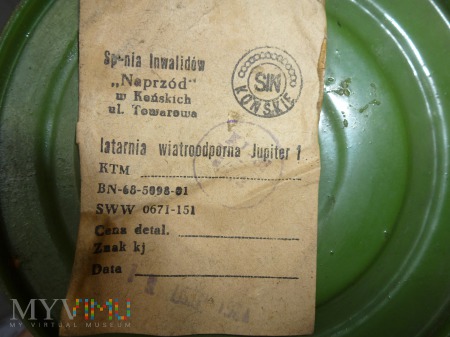 Sp-nia Inwalidów
„Naprzód"
w Końskich
ul. Towarowa
SIN
KOŃSKIE
latarnia wiatroodporna Jupiter 1
KTM
BN-68-5098-01
SWW 0671-151
Cena detal.
Znak kj
Data
MYVIMU
MY VIRTUAL MUSEUM